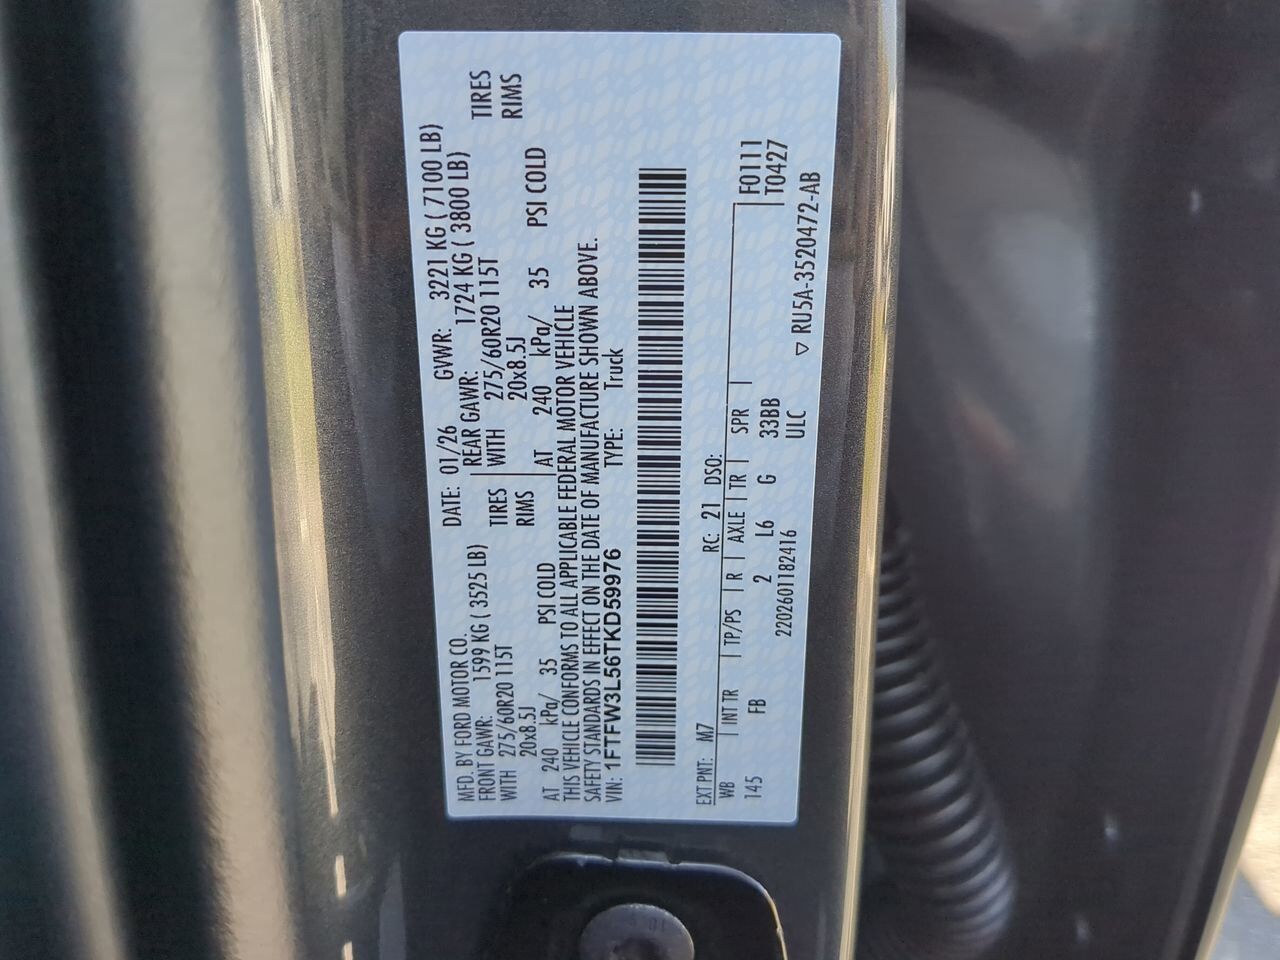 MFD. BY FORD MOTOR CO. DATE: 01/26 GVWR: 3221 KG ( 7100 LB)
FRONT GAWR: 1599 KG ( 3525 LB) REAR GAWR: 1724 KG ( 3800 LB)
WITH 275/60R20 115T TIRES WITH 275/60R20 115T TIRES
20x8.5J RIMS 20x8.5J RIMS
AT 240 kPa/ 35 PSI COLD AT 240 kPa/ 35 PSI COLD
THIS VEHICLE CONFORMS TO ALL APPLICABLE FEDERAL MOTOR VEHICLE
SAFETY STANDARDS IN EFFECT ON THE DATE OF MANUFACTURE SHOWN ABOVE.
VIN: 1FTFW3L56TKD59976 TYPE: Truck
EXT PNT: M7 RC: 21 DSO:
WB INT TR TP/PS R AXLE TR SPR F0111
145 FB 2 L6 G 33BB T0427
2202601182416 ULC
▽ RU5A-3520472-AB